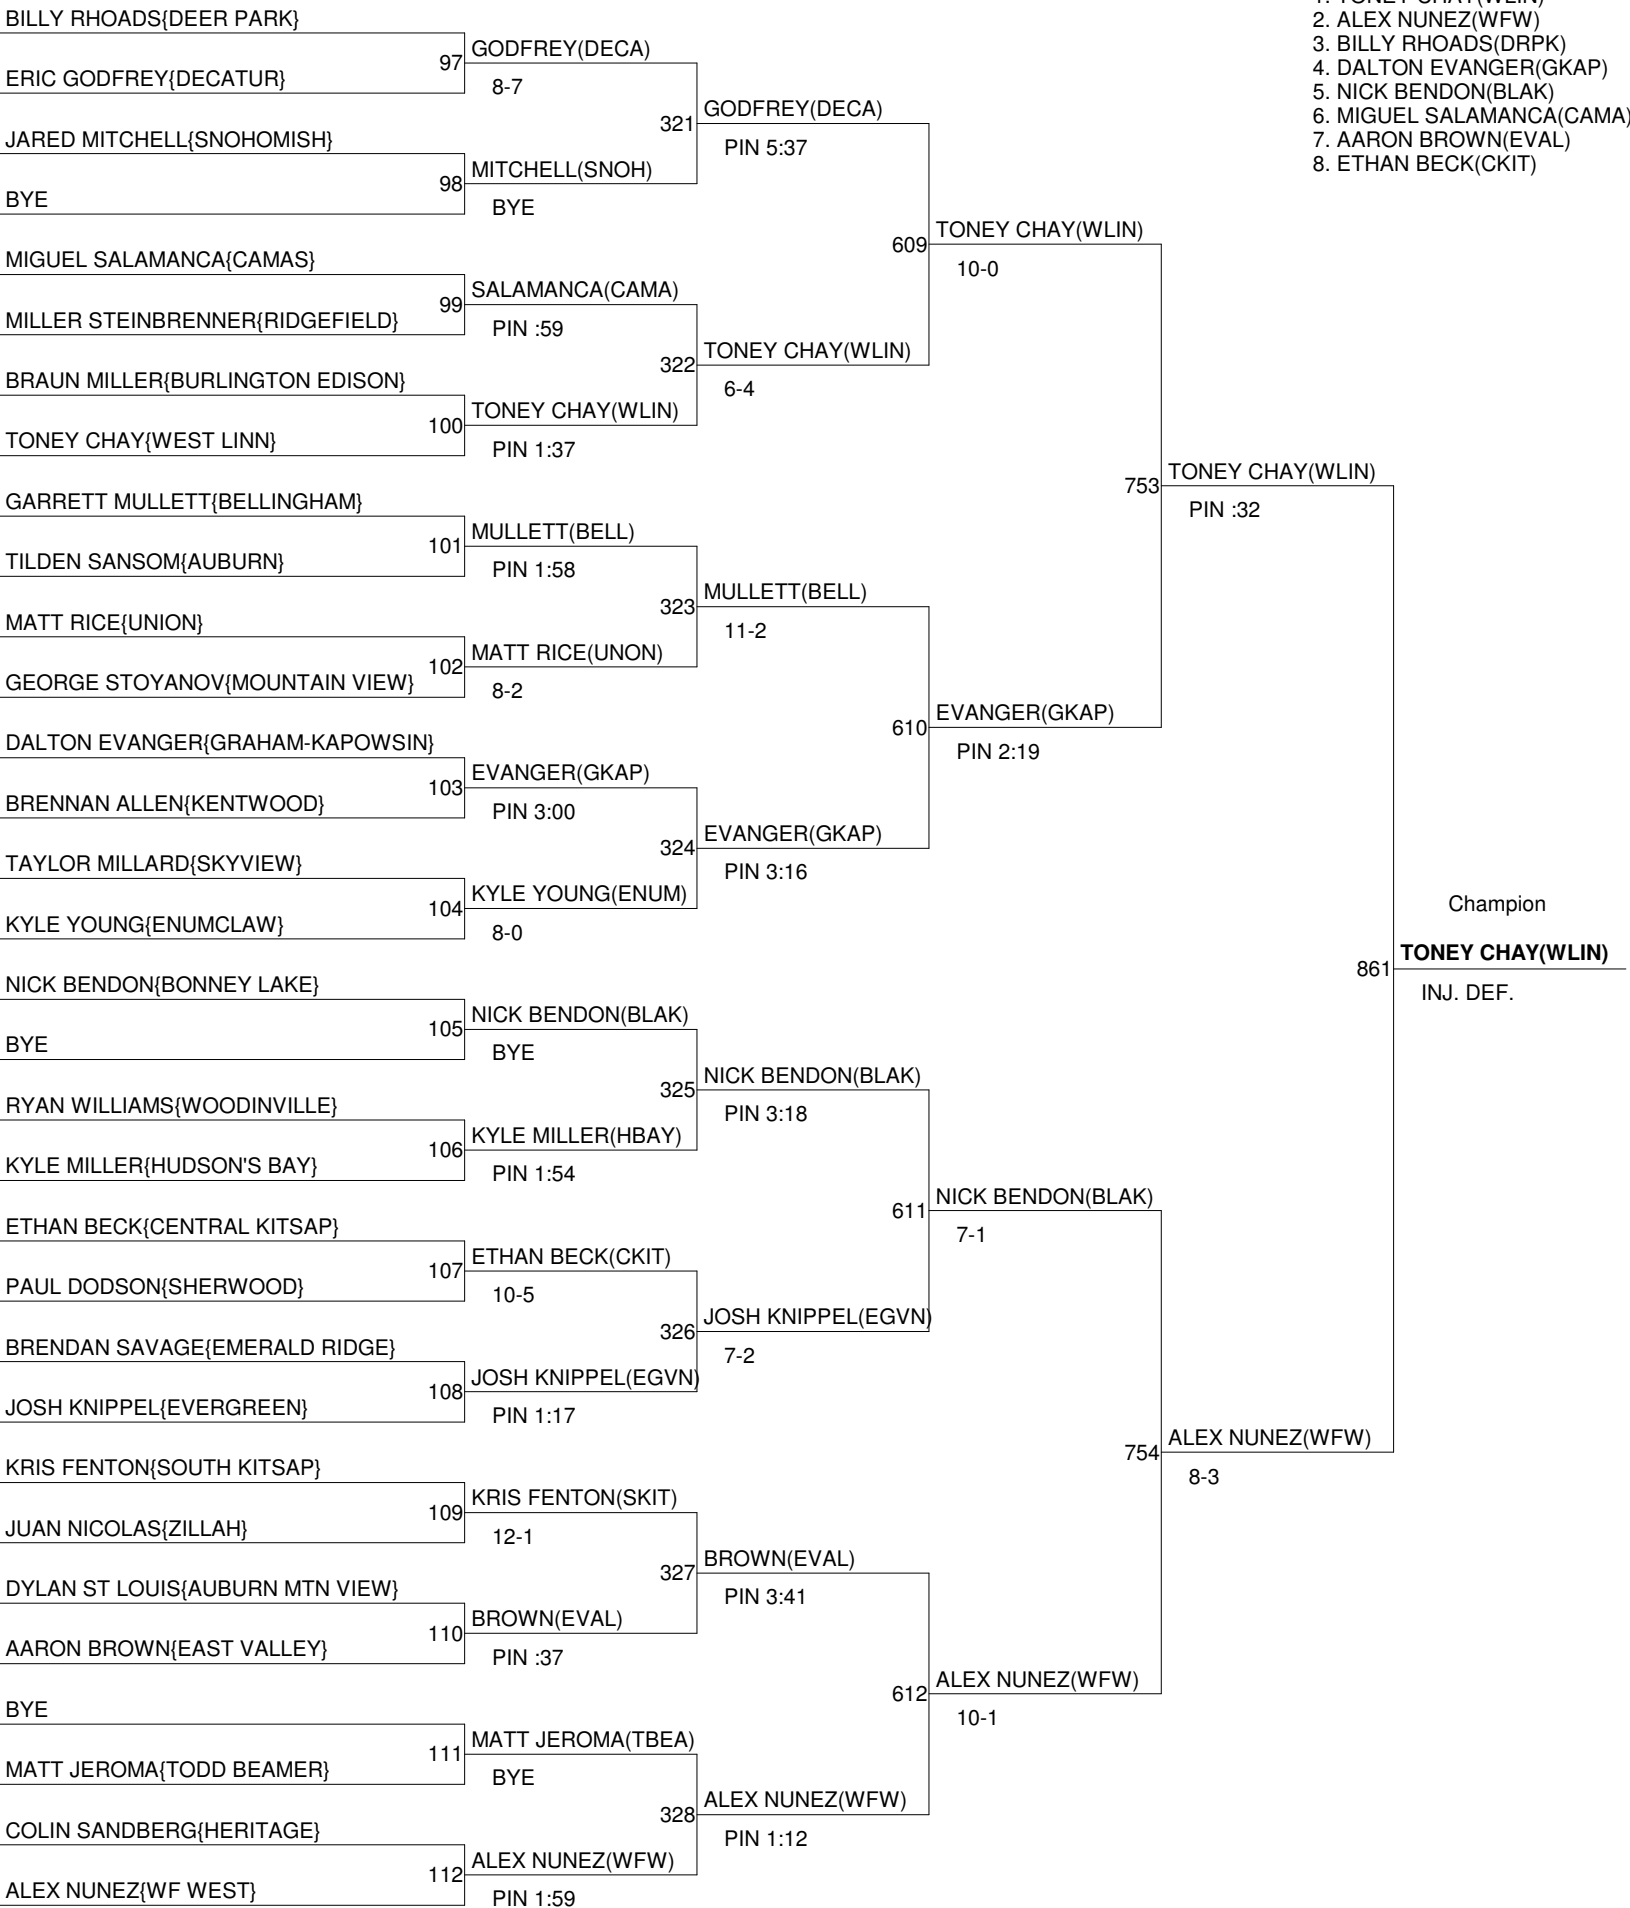 1. TONEY CHAY(WLIN)
2. ALEX NUNEZ(WFW)
3. BILLY RHOADS(DRPK)
4. DALTON EVANGER(GKAP)
5. NICK BENDON(BLAK)
6. MIGUEL SALAMANCA(CAMA)
7. AARON BROWN(EVAL)
8. ETHAN BECK(CKIT)
BILLY RHOADS{DEER PARK}
ERIC GODFREY{DECATUR}
JARED MITCHELL{SNOHOMISH}
BYE
MIGUEL SALAMANCA{CAMAS}
MILLER STEINBRENNER{RIDGEFIELD}
BRAUN MILLER{BURLINGTON EDISON}
TONEY CHAY{WEST LINN}
GARRETT MULLETT{BELLINGHAM}
TILDEN SANSOM{AUBURN}
MATT RICE{UNION}
GEORGE STOYANOV{MOUNTAIN VIEW}
DALTON EVANGER{GRAHAM-KAPOWSIN}
BRENNAN ALLEN{KENTWOOD}
TAYLOR MILLARD{SKYVIEW}
KYLE YOUNG{ENUMCLAW}
NICK BENDON{BONNEY LAKE}
BYE
RYAN WILLIAMS{WOODINVILLE}
KYLE MILLER{HUDSON'S BAY}
ETHAN BECK{CENTRAL KITSAP}
PAUL DODSON{SHERWOOD}
BRENDAN SAVAGE{EMERALD RIDGE}
JOSH KNIPPEL{EVERGREEN}
KRIS FENTON{SOUTH KITSAP}
JUAN NICOLAS{ZILLAH}
DYLAN ST LOUIS{AUBURN MTN VIEW}
AARON BROWN{EAST VALLEY}
BYE
MATT JEROMA{TODD BEAMER}
COLIN SANDBERG{HERITAGE}
ALEX NUNEZ{WF WEST}
97 GODFREY(DECA)
8-7
98 MITCHELL(SNOH)
BYE
99 SALAMANCA(CAMA)
PIN :59
100 TONEY CHAY(WLIN)
PIN 1:37
101 MULLETT(BELL)
PIN 1:58
102 MATT RICE(UNON)
8-2
103 EVANGER(GKAP)
PIN 3:00
104 KYLE YOUNG(ENUM)
8-0
105 NICK BENDON(BLAK)
BYE
106 KYLE MILLER(HBAY)
PIN 1:54
107 ETHAN BECK(CKIT)
10-5
108 JOSH KNIPPEL(EGVN)
PIN 1:17
109 KRIS FENTON(SKIT)
12-1
110 BROWN(EVAL)
PIN :37
111 MATT JEROMA(TBEA)
BYE
112 ALEX NUNEZ(WFW)
PIN 1:59
321 GODFREY(DECA)
PIN 5:37
322 TONEY CHAY(WLIN)
6-4
323 MULLETT(BELL)
11-2
324 EVANGER(GKAP)
PIN 3:16
325 NICK BENDON(BLAK)
PIN 3:18
326 JOSH KNIPPEL(EGVN)
7-2
327 BROWN(EVAL)
PIN 3:41
328 ALEX NUNEZ(WFW)
PIN 1:12
609 TONEY CHAY(WLIN)
10-0
610 EVANGER(GKAP)
PIN 2:19
611 NICK BENDON(BLAK)
7-1
612 ALEX NUNEZ(WFW)
10-1
753 TONEY CHAY(WLIN)
PIN :32
754 ALEX NUNEZ(WFW)
8-3
Champion
861 TONEY CHAY(WLIN)
INJ. DEF.